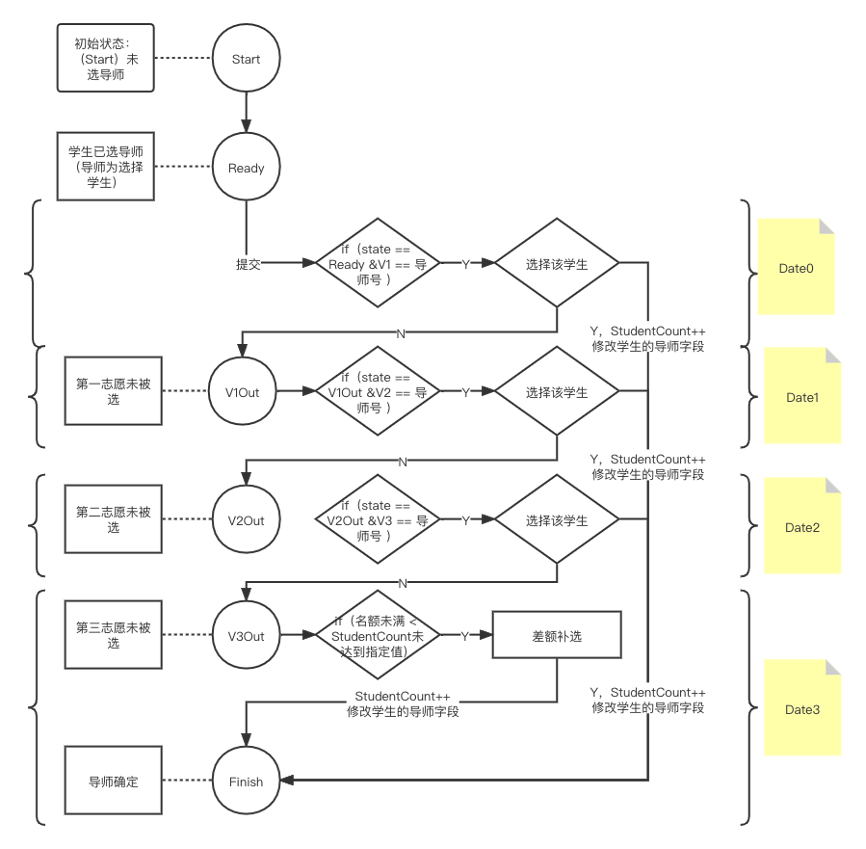 初始状态：
（Start）未
选导师
Start
学生已选导师
（导师为选择
学生）
Ready
提交
if（state ==
Ready &V1 == 导
师号 ）
Y
选择该学生
Date0
N
Y，StudentCount++
修改学生的导师字段
第一志愿未被
选
V1Out
if（state ==
V1Out &V2 == 导
师号 ）
Y
选择该学生
Date1
N
Y，StudentCount++
修改学生的导师字段
第二志愿未被
选
V2Out
if（state ==
V2Out &V3 == 导
师号 ）
Y
选择该学生
Date2
N
第三志愿未被
选
V3Out
if（名额未满 <
StudentCount未
达到指定值）
Y
差额补选
StudentCount++
修改学生的导师字段
Y，StudentCount++
修改学生的导师字段
Date3
导师确定
Finish